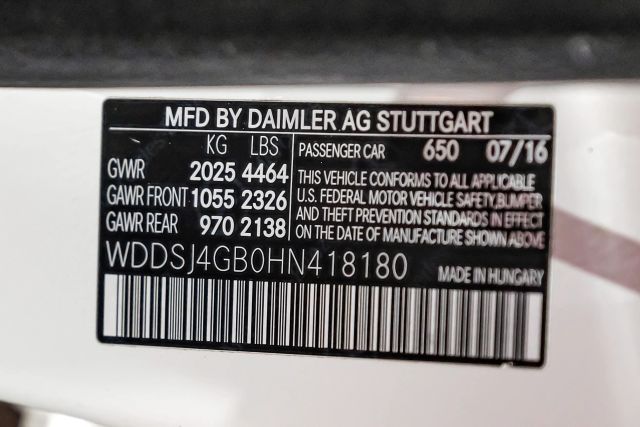 MFD BY DAIMLER AG STUTTGART
KG LBS
GWR 2025 4464
GAWR FRONT 1055 2326
GAWR REAR 970 2138
PASSENGER CAR 650 07/16
THIS VEHICLE CONFORMS TO ALL APPLICABLE
U.S. FEDERAL MOTOR VEHICLE SAFETY, BUMPER
AND THEFT PREVENTION STANDARDS IN EFFECT
ON DATE OF MANUFACTURE SHOWN ABOVE
WDDSJ4GB0HN418180
MADE IN HUNGARY